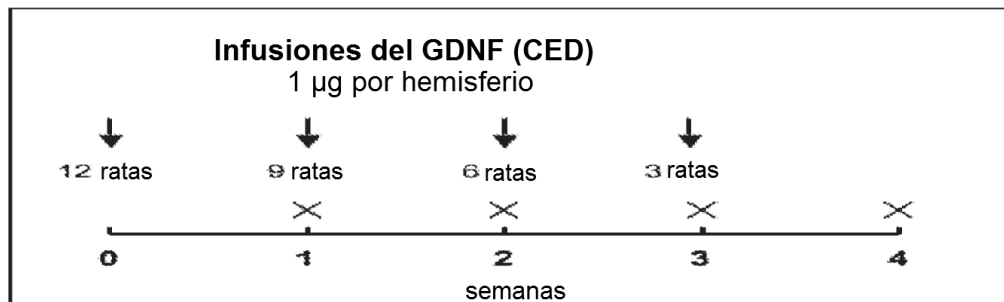 Infusiones del GDNF (CED)
1 µg por hemisferio
12 ratas 9 ratas 6 ratas 3 ratas
0 1 2 3 4
semanas